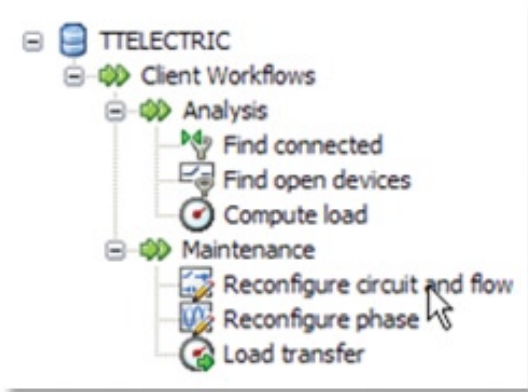 TTELECTRIC
Client Workflows
Analysis
Find connected
Find open devices
Compute load
Maintenance
Reconfigure circuit and flow
Reconfigure phase
Load transfer